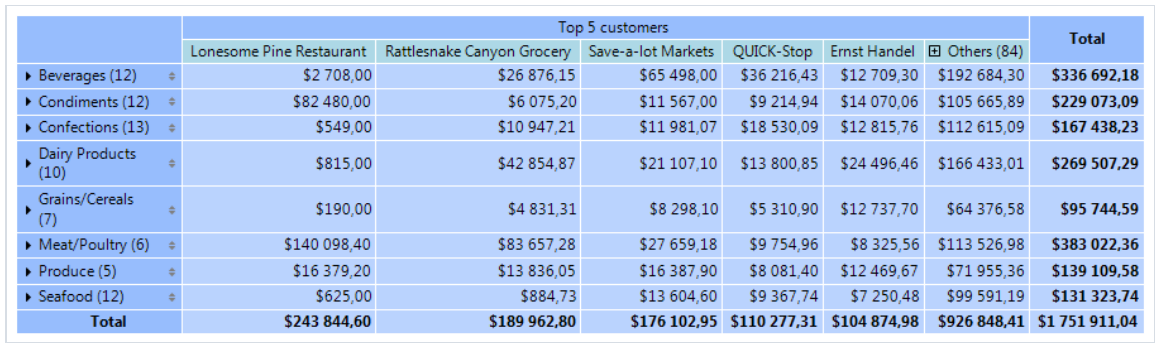 Top 5 customers
Total
Lonesome Pine Restaurant Rattlesnake Canyon Grocery Save-a-lot Markets QUICK-Stop Ernst Handel Others (84)
Beverages (12) $2 708,00 $26 876,15 $65 498,00 $36 216,43 $12 709,30 $192 684,30 $336 692,18
Condiments (12) $82 480,00 $6 075,20 $11 567,00 $9 214,94 $14 070,06 $105 665,89 $229 073,09
Confections (13) $549,00 $10 947,21 $11 981,07 $18 530,09 $12 815,76 $112 615,09 $167 438,23
Dairy Products
(10) $815,00 $42 854,87 $21 107,10 $13 800,85 $24 496,46 $166 433,01 $269 507,29
Grains/Cereals
(7) $190,00 $4 831,31 $8 298,10 $5 310,90 $12 737,70 $64 376,58 $95 744,59
Meat/Poultry (6) $140 098,40 $83 657,28 $27 659,18 $9 754,96 $8 325,56 $113 526,98 $383 022,36
Produce (5) $16 379,20 $13 836,05 $16 387,90 $8 081,40 $12 469,67 $71 955,36 $139 109,58
Seafood (12) $625,00 $884,73 $13 604,60 $9 367,74 $7 250,48 $99 591,19 $131 323,74
Total $243 844,60 $189 962,80 $176 102,95 $110 277,31 $104 874,98 $926 848,41 $1 751 911,04